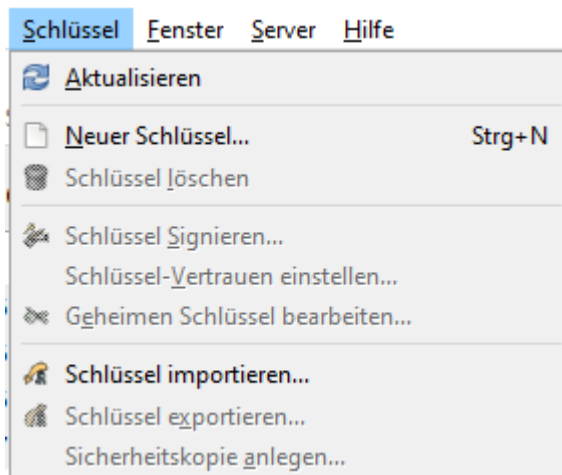 Schlüssel Fenster Server Hilfe
Aktualisieren
Neuer Schlüssel... Strg+N
Schlüssel löschen
Schlüssel Signieren...
Schlüssel-Vertrauen einstellen...
Geheimen Schlüssel bearbeiten...
Schlüssel importieren...
Schlüssel exportieren...
Sicherheitskopie anlegen...